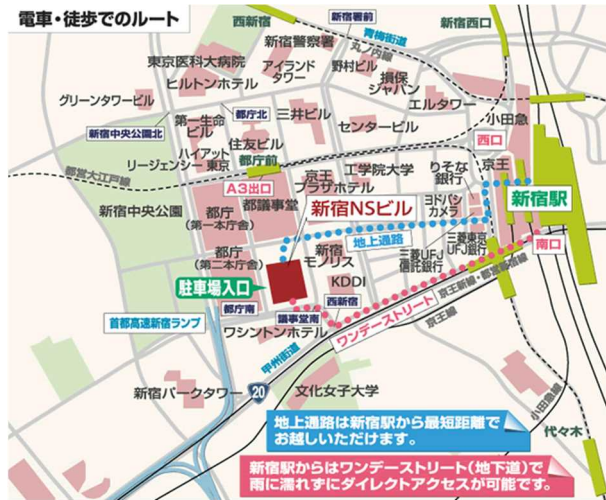 電車・徒歩でのルート
西新宿
新宿警察署前
新宿西口
青梅街道
丸ノ内線
新宿警察署
東京医科大病院
アイランド
タワー
野村ビル
ヒルトンホテル
損保
ジャパン
グリーンタワービル
エルタワー
小田急
都庁北
三井ビル
第一生命
ビル
センタービル
新宿中央公園北
住友ビル
西口
ハイアット
リージェンシー 東京
都庁前
工学院大学
りそな
銀行
京王
都営大江戸線
A3出口
京王
プラザホテル
新宿駅
新宿中央公園
都議事堂
都庁
(第一本庁舎)
新宿NSビル
ヨドバシ
カメラ
地上通路
南口
三菱東京
UFJ銀行
三菱UFJ
信託銀行
都庁
(第二本庁舎)
新宿
モノリス
KDDI
駐車場入口
西新宿
京王新線・都営新宿線
都庁南
議事堂南
ワンデーストリート
京王線
首都高速新宿ランプ
ワシントンホテル
甲州街道
20
新宿パークタワー
文化女子大学
小田急線
代々木
地上通路は新宿駅から最短距離で
お越しいただけます。
新宿駅からはワンデーストリート(地下道)で
雨に濡れずにダイレクトアクセスが可能です。